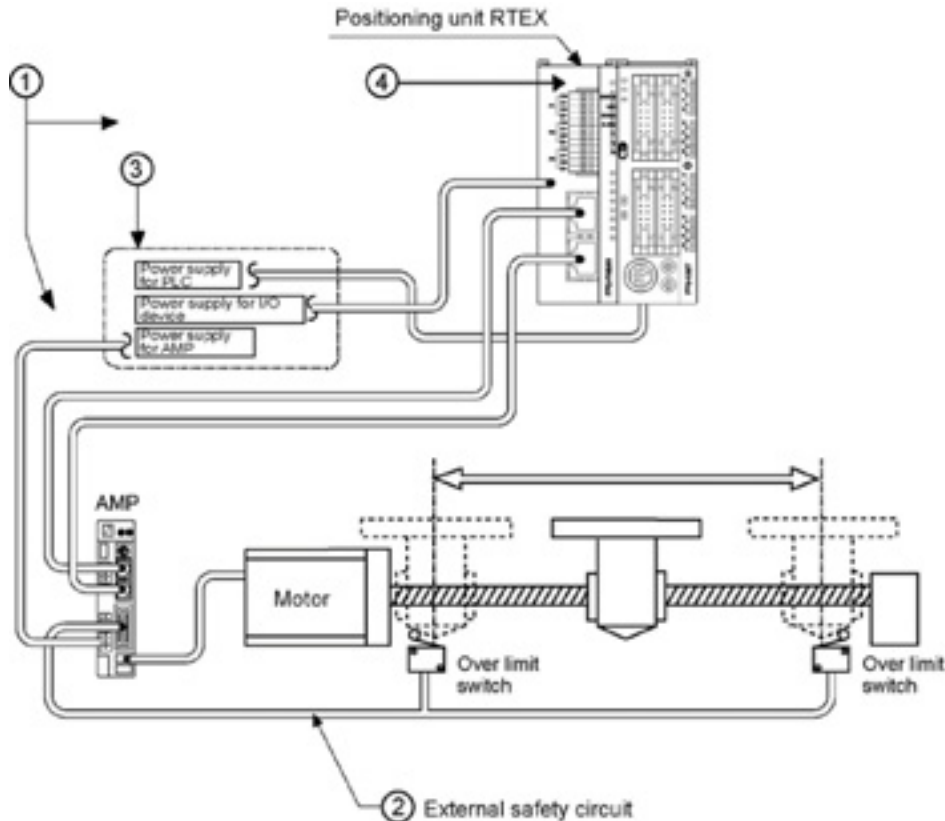 Positioning unit RTEX
①
④
③
Power supply
for PLC
Power supply for I/O
device
Power supply
for AMP
AMP
Motor
Over limit
switch
Over limit
switch
② External safety circuit